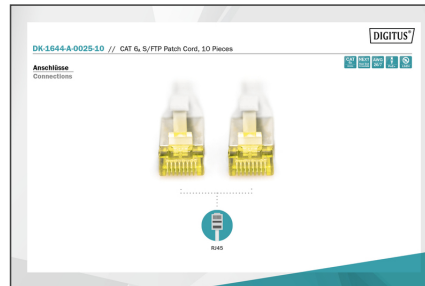 DIGITUS®
DK-1644-A-0025-10 // CAT 6A S/FTP Patch Cord, 10 Pieces
Anschlüsse
Connections
RJ45